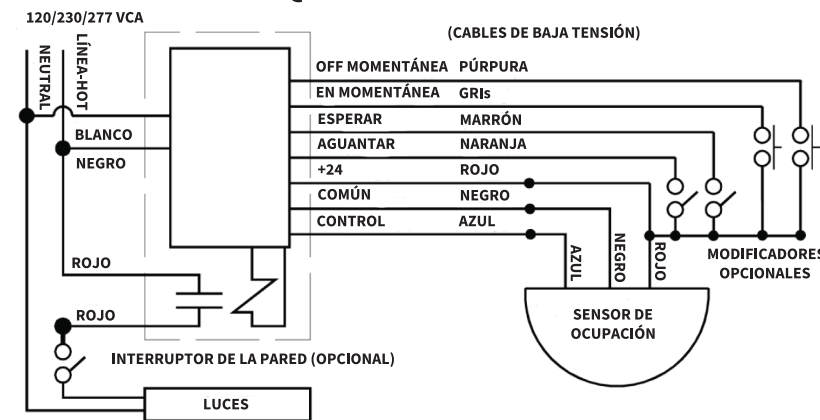 120/230/277 VCA
(CABLES DE BAJA TENSIÓN)
NEUTRAL
LÍNEA-HOT
OFF MOMENTÁNEA PÚRPURA
EN MOMENTÁNEA GRIs
ESPERAR MARRÓN
AGUANTAR NARANJA
+24 ROJO
COMÚN NEGRO
CONTROL AZUL
BLANCO
NEGRO
ROJO
ROJO
AZUL
NEGRO
ROJO
MODIFICADORES
OPCIONALES
SENSOR DE
OCUPACIÓN
INTERRUPTOR DE LA PARED (OPCIONAL)
LUCES